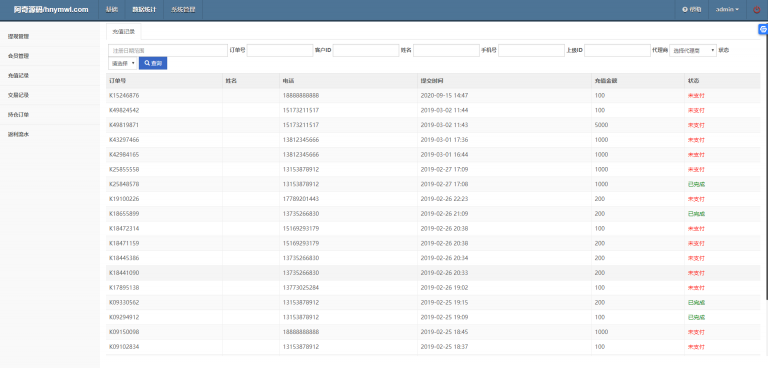 阿奇源码/hnymwl.com 基础 数据统计 系统管理 帮助 admin
提现管理
会员管理
充值记录
交易记录
持仓订单
返利流水
充值记录
注册日期范围 订单号 客户ID 姓名 手机号 上级ID 代理商 选择代理商 状态
请选择 查询
订单号 姓名 电话 提交时间 充值金额 状态
K15246876 18888888888 2020-09-15 14:47 100 未支付
K49824542 15173211517 2019-03-02 11:44 100 未支付
K49819871 15173211517 2019-03-02 11:43 5000 未支付
K43297466 13812345666 2019-03-01 17:36 1000 未支付
K42984165 13812345666 2019-03-01 16:44 1000 未支付
K25855558 13153878912 2019-02-27 17:09 1000 未支付
K25848578 13153878912 2019-02-27 17:08 1000 已完成
K19100226 17789201443 2019-02-26 22:23 200 未支付
K18655899 13735266830 2019-02-26 21:09 200 已完成
K18472314 15169293179 2019-02-26 20:38 100 未支付
K18471159 15169293179 2019-02-26 20:38 200 未支付
K18445386 13735266830 2019-02-26 20:34 200 未支付
K18441090 13735266830 2019-02-26 20:33 200 未支付
K17895138 13773025284 2019-02-26 19:02 100 未支付
K09330562 13153878912 2019-02-25 19:15 200 已完成
K09294912 13153878912 2019-02-25 19:09 100 已完成
K09150098 18888888888 2019-02-25 18:45 1000 未支付
K09102834 13153878912 2019-02-25 18:37 100 未支付